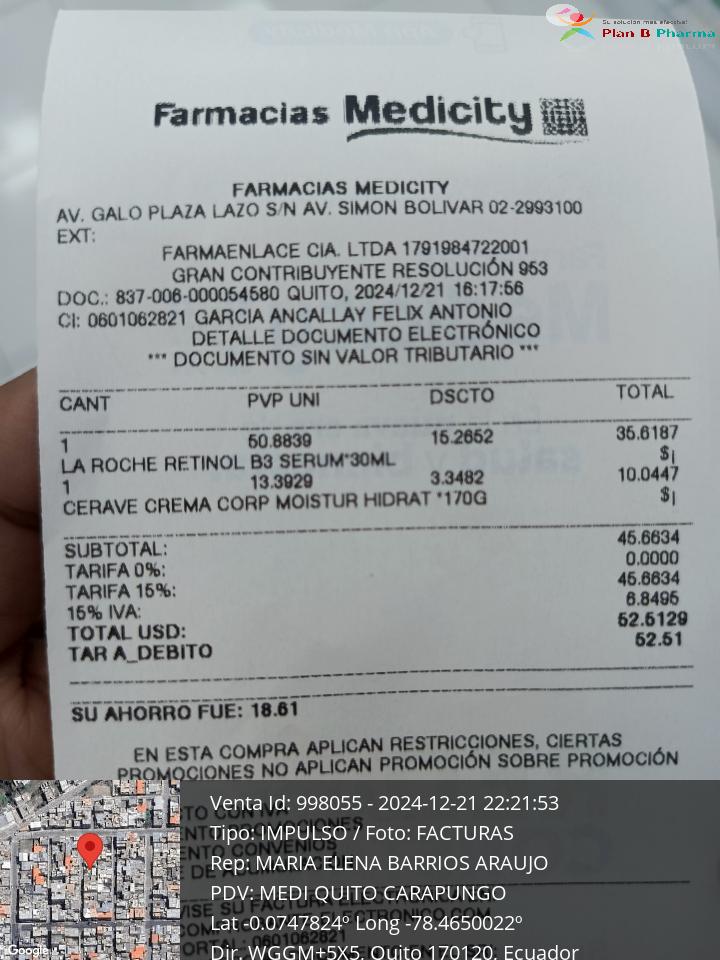 Su solución más efectiva!
Plan B Pharma
Farmacias Medicity
FARMACIAS MEDICITY
AV. GALO PLAZA LAZO S/N AV. SIMON BOLIVAR 02-2993100
EXT:
FARMAENLACE CIA. LTDA 1791984722001
GRAN CONTRIBUYENTE RESOLUCIÓN 953
DOC.: 837-006-000054580 QUITO, 2024/12/21 16:17:56
CI: 0601062821 GARCIA ANCALLAY FELIX ANTONIO
DETALLE DOCUMENTO ELECTRÓNICO
*** DOCUMENTO SIN VALOR TRIBUTARIO ***
CANT PVP UNI DSCTO TOTAL
1 50.8839 15.2652 35.6187
LA ROCHE RETINOL B3 SERUM*30ML $¡
1 13.3929 3.3482 10.0447
CERAVE CREMA CORP MOISTUR HIDRAT *170G $¡
SUBTOTAL: 45.6634
TARIFA 0%: 0.0000
TARIFA 15%: 45.6634
15% IVA: 6.8495
TOTAL USD: 52.5129
TAR A_DEBITO 52.51
SU AHORRO FUE: 18.61
EN ESTA COMPRA APLICAN RESTRICCIONES, CIERTAS
PROMOCIONES NO APLICAN PROMOCIÓN SOBRE PROMOCIÓN
Venta Id: 998055 - 2024-12-21 22:21:53
Tipo: IMPULSO / Foto: FACTURAS
Rep: MARIA ELENA BARRIOS ARAUJO
PDV: MEDI QUITO CARAPUNGO
Lat -0.0747824º Long -78.4650022º
Dir. WGGM+5X5, Quito 170120, Ecuador
Google